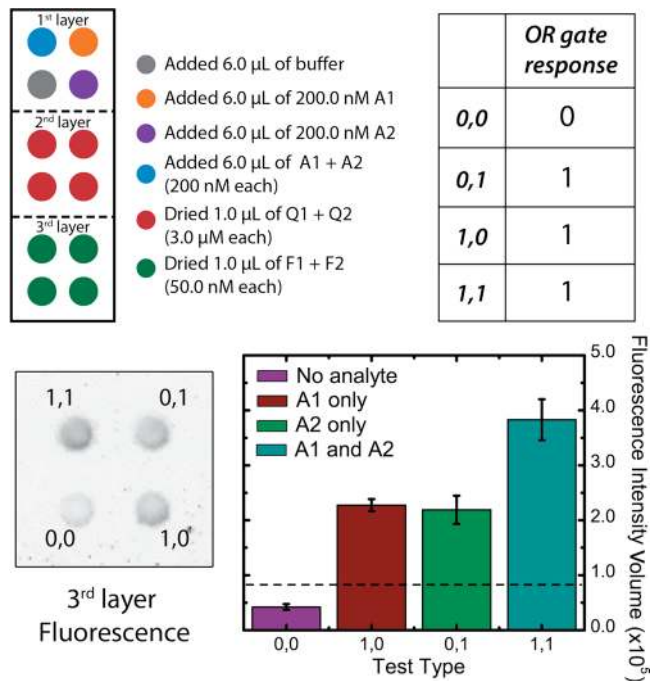 1st layer
2nd layer
3rd layer
Added 6.0 μL of buffer
Added 6.0 μL of 200.0 nM A1
Added 6.0 μL of 200.0 nM A2
Added 6.0 μL of A1 + A2
(200 nM each)
Dried 1.0 μL of Q1 + Q2
(3.0 μM each)
Dried 1.0 μL of F1 + F2
(50.0 nM each)
OR gate
response
0,0 0
0,1 1
1,0 1
1,1 1
1,1 0,1
0,0 1,0
3rd layer
Fluorescence
No analyte
A1 only
A2 only
A1 and A2
5.0
4.0
3.0
2.0
1.0
0.0
Fluorescence Intensity Volume (x10⁵)
0,0 1,0 0,1 1,1
Test Type